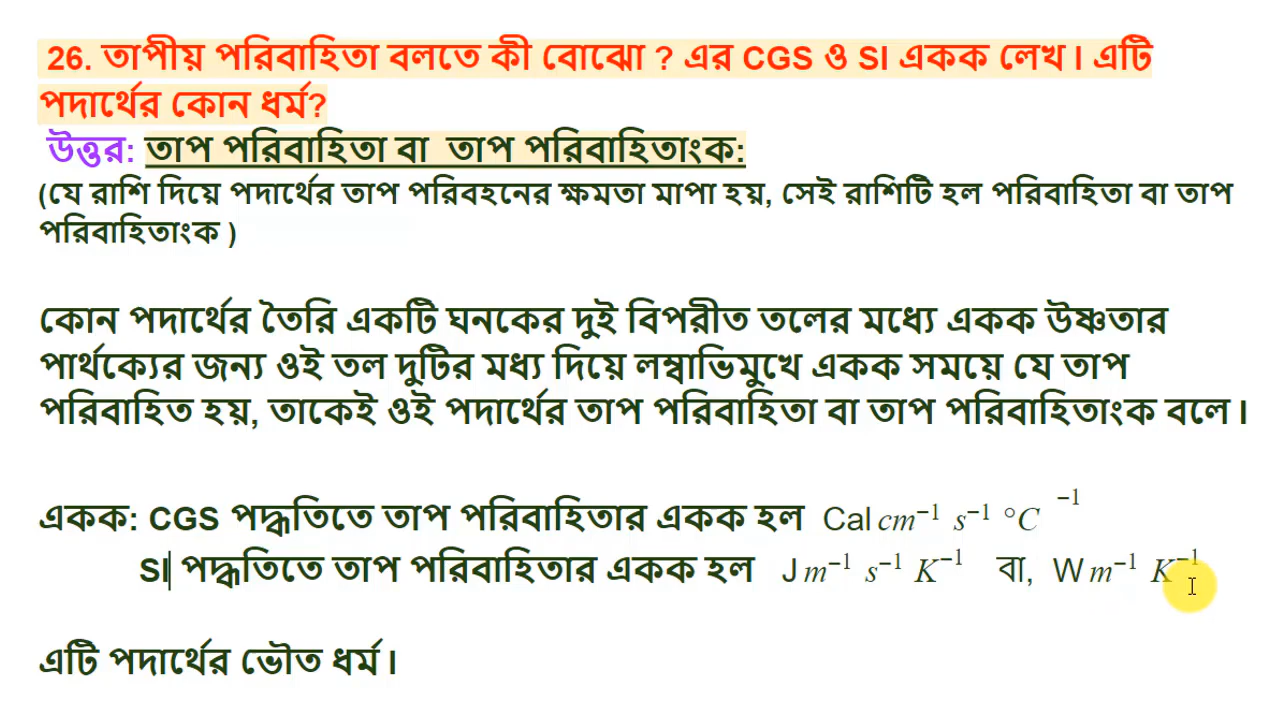 26. তাপীয় পরিবাহিতা বলতে কী বোঝো ? এর CGS ও SI একক লেখ। এটি
পদার্থের কোন ধর্ম?
উত্তর: তাপ পরিবাহিতা বা তাপ পরিবাহিতাংক:
(যে রাশি দিয়ে পদার্থের তাপ পরিবহনের ক্ষমতা মাপা হয়, সেই রাশিটি হল পরিবাহিতা বা তাপ
পরিবাহিতাংক )
কোন পদার্থের তৈরি একটি ঘনকের দুই বিপরীত তলের মধ্যে একক উষ্ণতার
পার্থক্যের জন্য ওই তল দুটির মধ্য দিয়ে লম্বাভিমুখে একক সময়ে যে তাপ
পরিবাহিত হয়, তাকেই ওই পদার্থের তাপ পরিবাহিতা বা তাপ পরিবাহিতাংক বলে।
একক: CGS পদ্ধতিতে তাপ পরিবাহিতার একক হল Cal cm⁻¹ s⁻¹ °C ⁻¹
SI পদ্ধতিতে তাপ পরিবাহিতার একক হল J m⁻¹ s⁻¹ K⁻¹ বা, W m⁻¹ K⁻¹
এটি পদার্থের ভৌত ধর্ম।